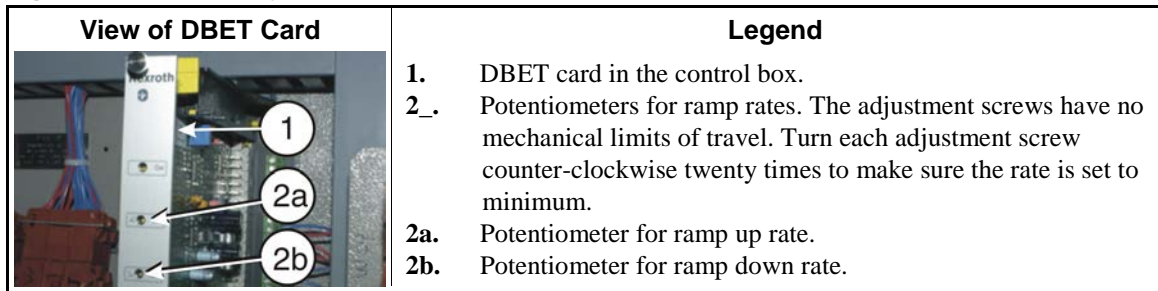 View of DBET Card
Legend
Rexroth
1
2a
2b
1. DBET card in the control box.
2_. Potentiometers for ramp rates. The adjustment screws have no
mechanical limits of travel. Turn each adjustment screw
counter-clockwise twenty times to make sure the rate is set to
minimum.
2a. Potentiometer for ramp up rate.
2b. Potentiometer for ramp down rate.